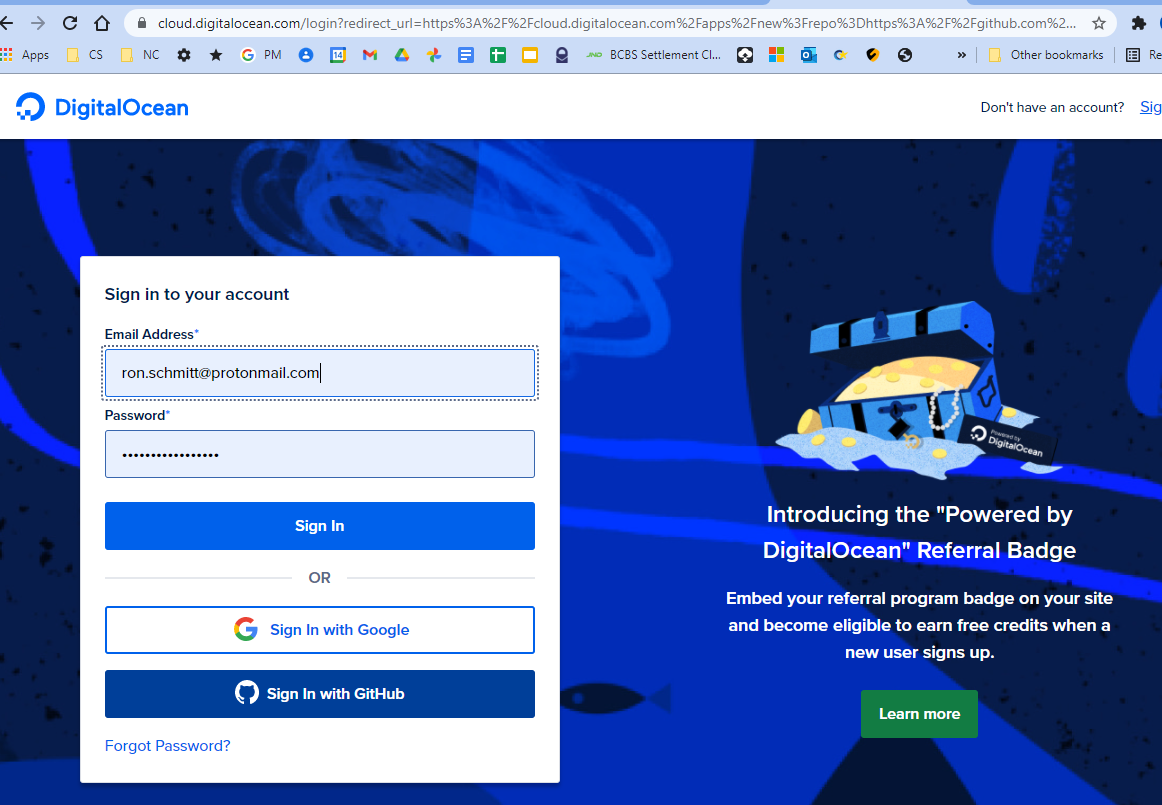 cloud.digitalocean.com/login?redirect_url=https%3A%2F%2Fcloud.digitalocean.com%2Fapps%2Fnew%3Frepo%3Dhttps%3A%2F%2Fgithub.com%2...
Apps CS NC PM 14 JND BCBS Settlement Cl... » Other bookmarks Re
DigitalOcean
Don't have an account? Sig
Sign in to your account
Email Address*
ron.schmitt@protonmail.com
Password*
•••••••••••••••••
Sign In
OR
Sign In with Google
Sign In with GitHub
Forgot Password?
Powered by
DigitalOcean
Introducing the "Powered by
DigitalOcean" Referral Badge
Embed your referral program badge on your site
and become eligible to earn free credits when a
new user signs up.
Learn more